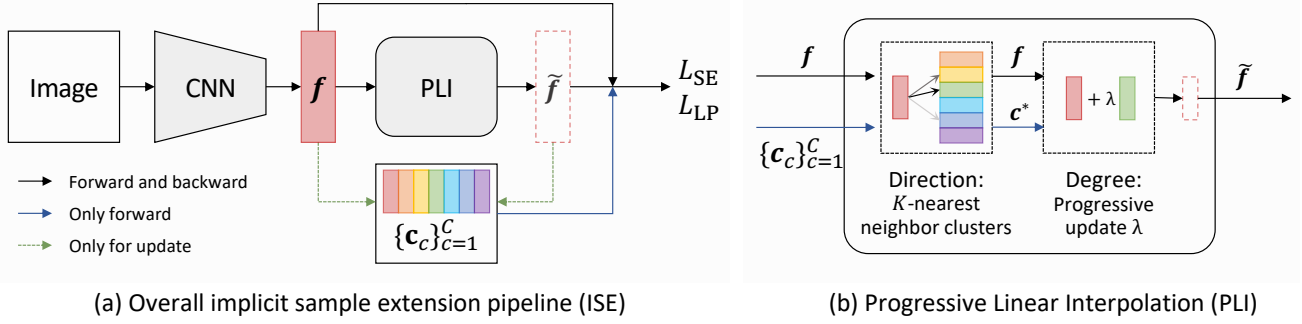 Image
CNN
f
PLI
f̃
L_SE
L_LP
{c_c}_{c=1}^C
Forward and backward
Only forward
Only for update
(a) Overall implicit sample extension pipeline (ISE)
f
{c_c}_{c=1}^C
f
c*
+ λ
f̃
Direction:
K-nearest
neighbor clusters
Degree:
Progressive
update λ
(b) Progressive Linear Interpolation (PLI)